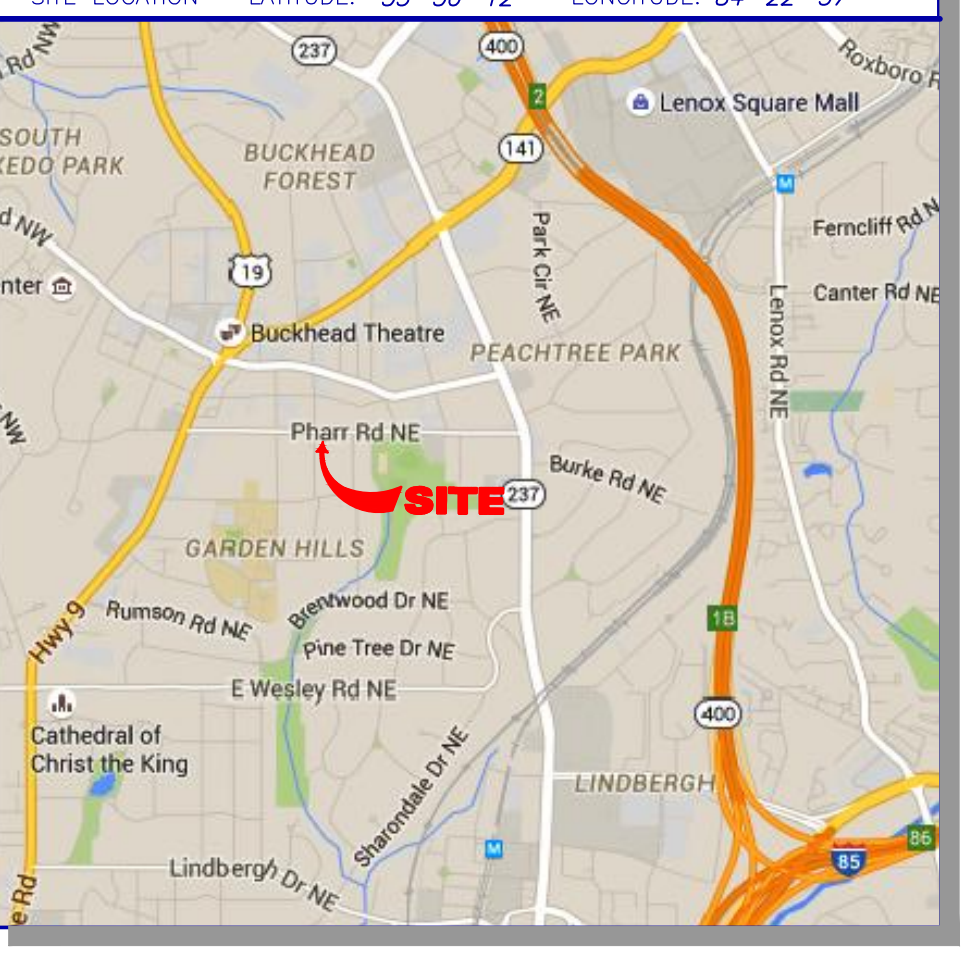 237
400
Roxboro R
2
Lenox Square Mall
SOUTH
XEDO PARK
BUCKHEAD
FOREST
141
M
d NW
Park Cir NE
Ferncliff Rd N
19
nter
Canter Rd NE
Lenox Rd NE
Buckhead Theatre
PEACHTREE PARK
NW
Pharr Rd NE
Burke Rd NE
SITE
237
GARDEN HILLS
Brentwood Dr NE
Rumson Rd NE
Hwy 9
18
Pine Tree Dr NE
E Wesley Rd NE
400
Cathedral of
Christ the King
Sharondale Dr NE
LINDBERGH
86
M
85
Lindbergh Dr NE
e Rd